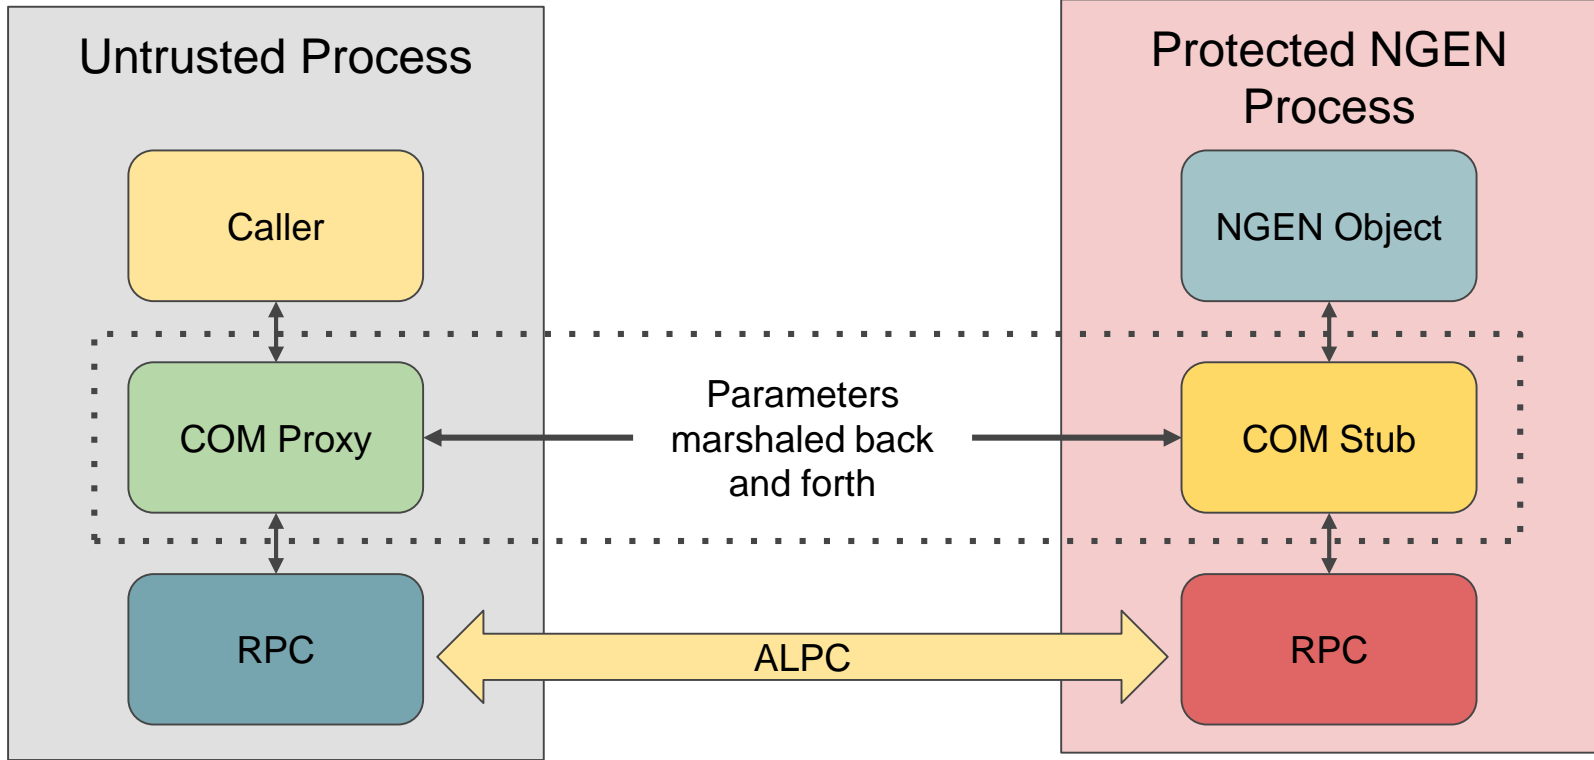 Untrusted Process
Caller
COM Proxy
RPC
Parameters
marshaled back
and forth
ALPC
Protected NGEN
Process
NGEN Object
COM Stub
RPC